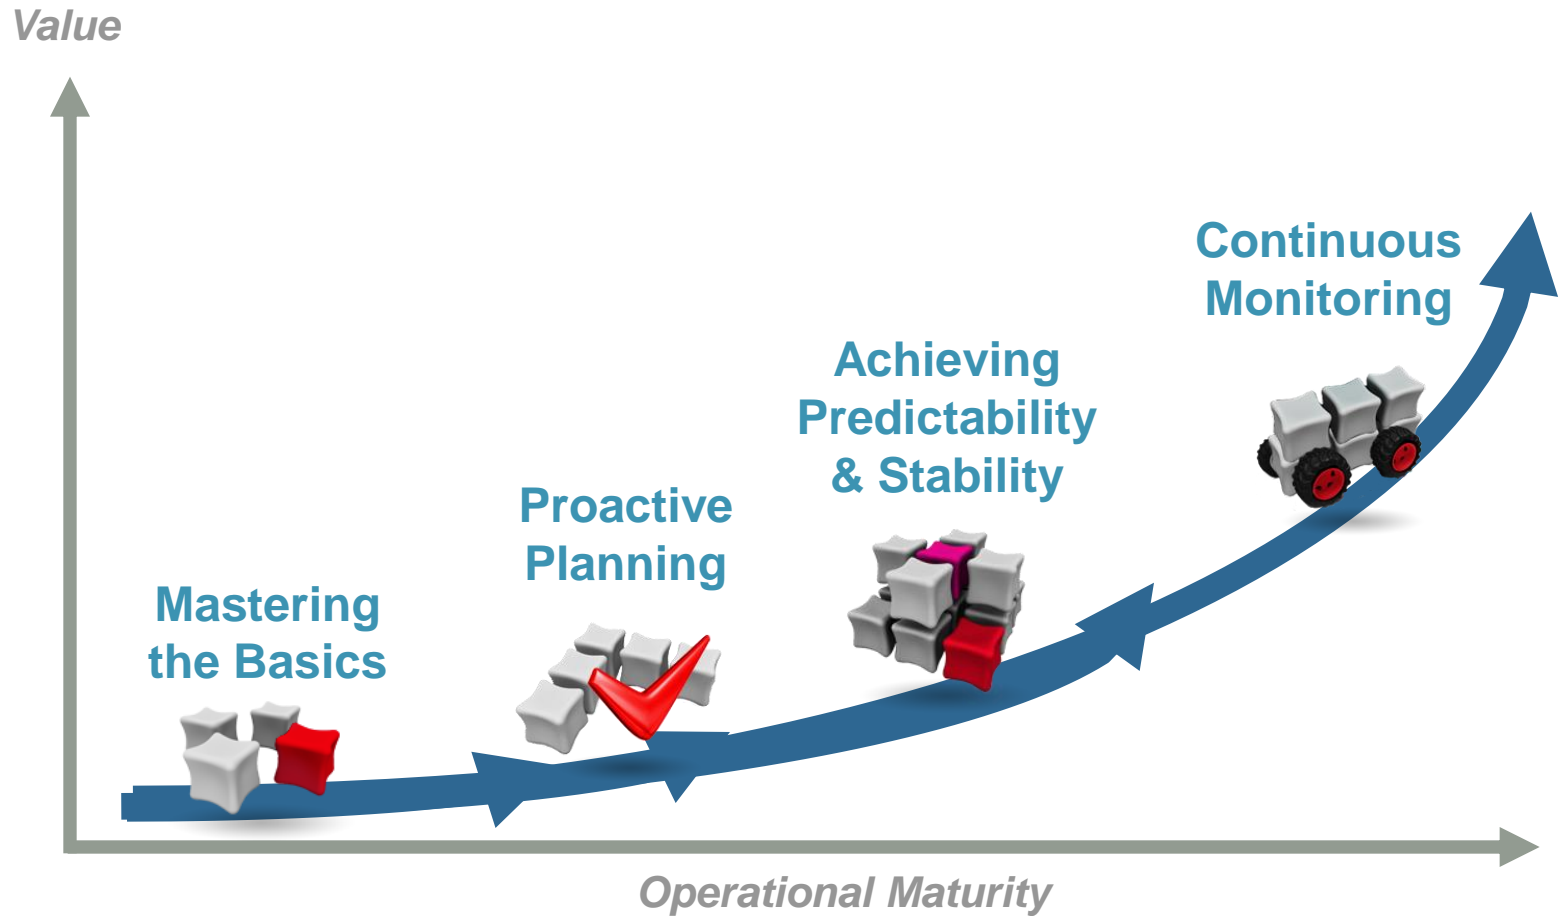 Value
Continuous
Monitoring
Achieving
Predictability
& Stability
Proactive
Planning
Mastering
the Basics
Operational Maturity